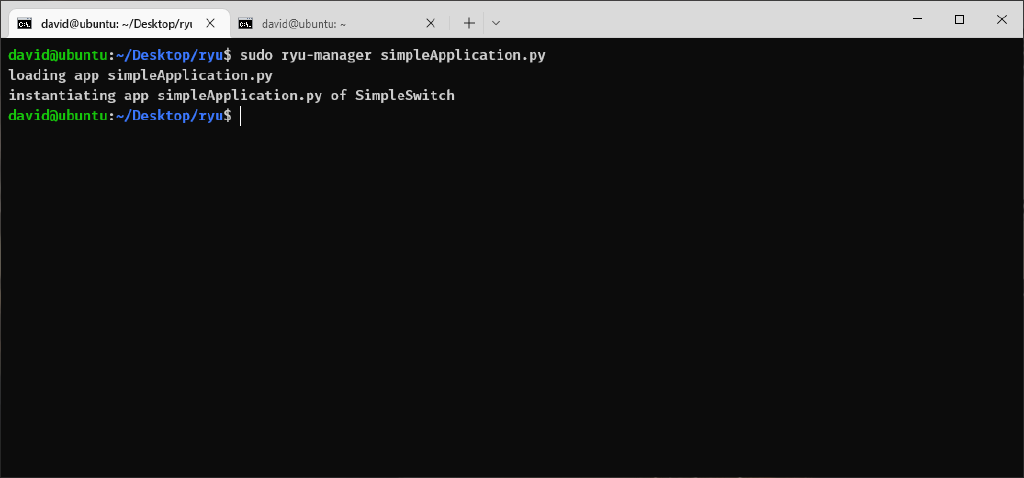 david@ubuntu: ~/Desktop/ryu
david@ubuntu: ~
david@ubuntu:~/Desktop/ryu$ sudo ryu-manager simpleApplication.py
loading app simpleApplication.py
instantiating app simpleApplication.py of SimpleSwitch
david@ubuntu:~/Desktop/ryu$